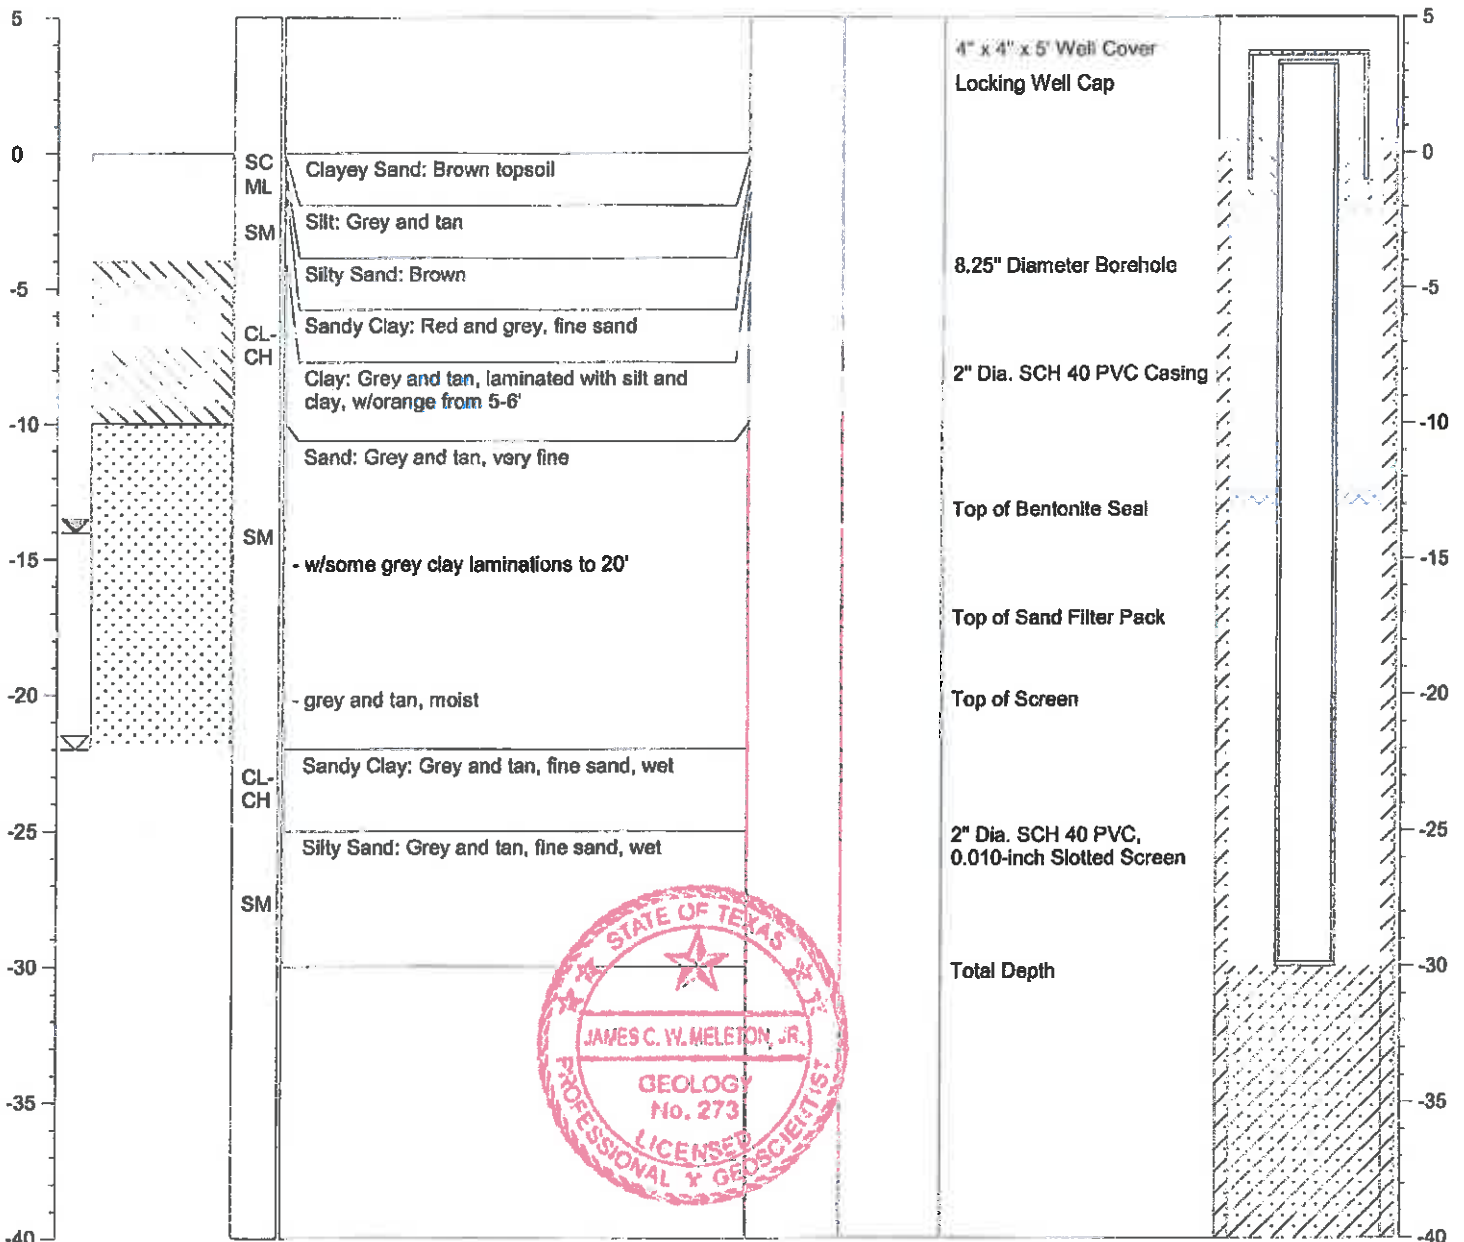 5
0
-5
-10
-15
-20
-25
-30
-35
-40
SC
ML
SM
CL-
CH
SM
CL-
CH
SM
Clayey Sand: Brown topsoil
Silt: Grey and tan
Silty Sand: Brown
Sandy Clay: Red and grey, fine sand
Clay: Grey and tan, laminated with silt and
clay, w/orange from 5-6'
Sand: Grey and tan, very fine
- w/some grey clay laminations to 20'
- grey and tan, moist
Sandy Clay: Grey and tan, fine sand, wet
Silty Sand: Grey and tan, fine sand, wet
STATE OF TEXAS
JAMES C. W. MELETON, JR.
GEOLOGY
No. 273
LICENSED
PROFESSIONAL GEOSCIENTIST
4" x 4" x 5' Well Cover
Locking Well Cap
8.25" Diameter Borehole
2" Dia. SCH 40 PVC Casing
Top of Bentonite Seal
Top of Sand Filter Pack
Top of Screen
2" Dia. SCH 40 PVC,
0.010-inch Slotted Screen
Total Depth
5
0
-5
-10
-15
-20
-25
-30
-35
-40